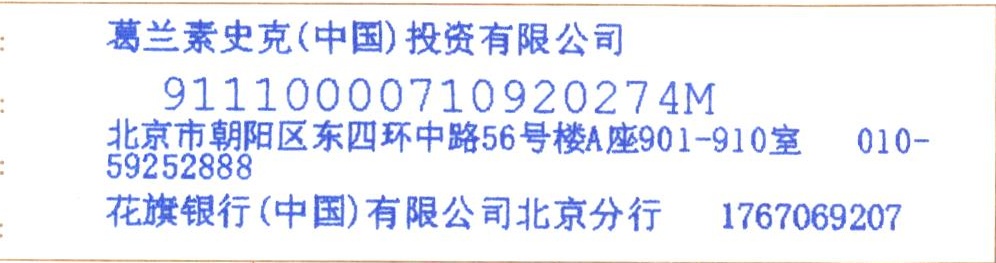 葛兰素史克(中国)投资有限公司
91110000710920274M
北京市朝阳区东四环中路56号楼A座901-910室 010-
59252888
花旗银行(中国)有限公司北京分行 1767069207